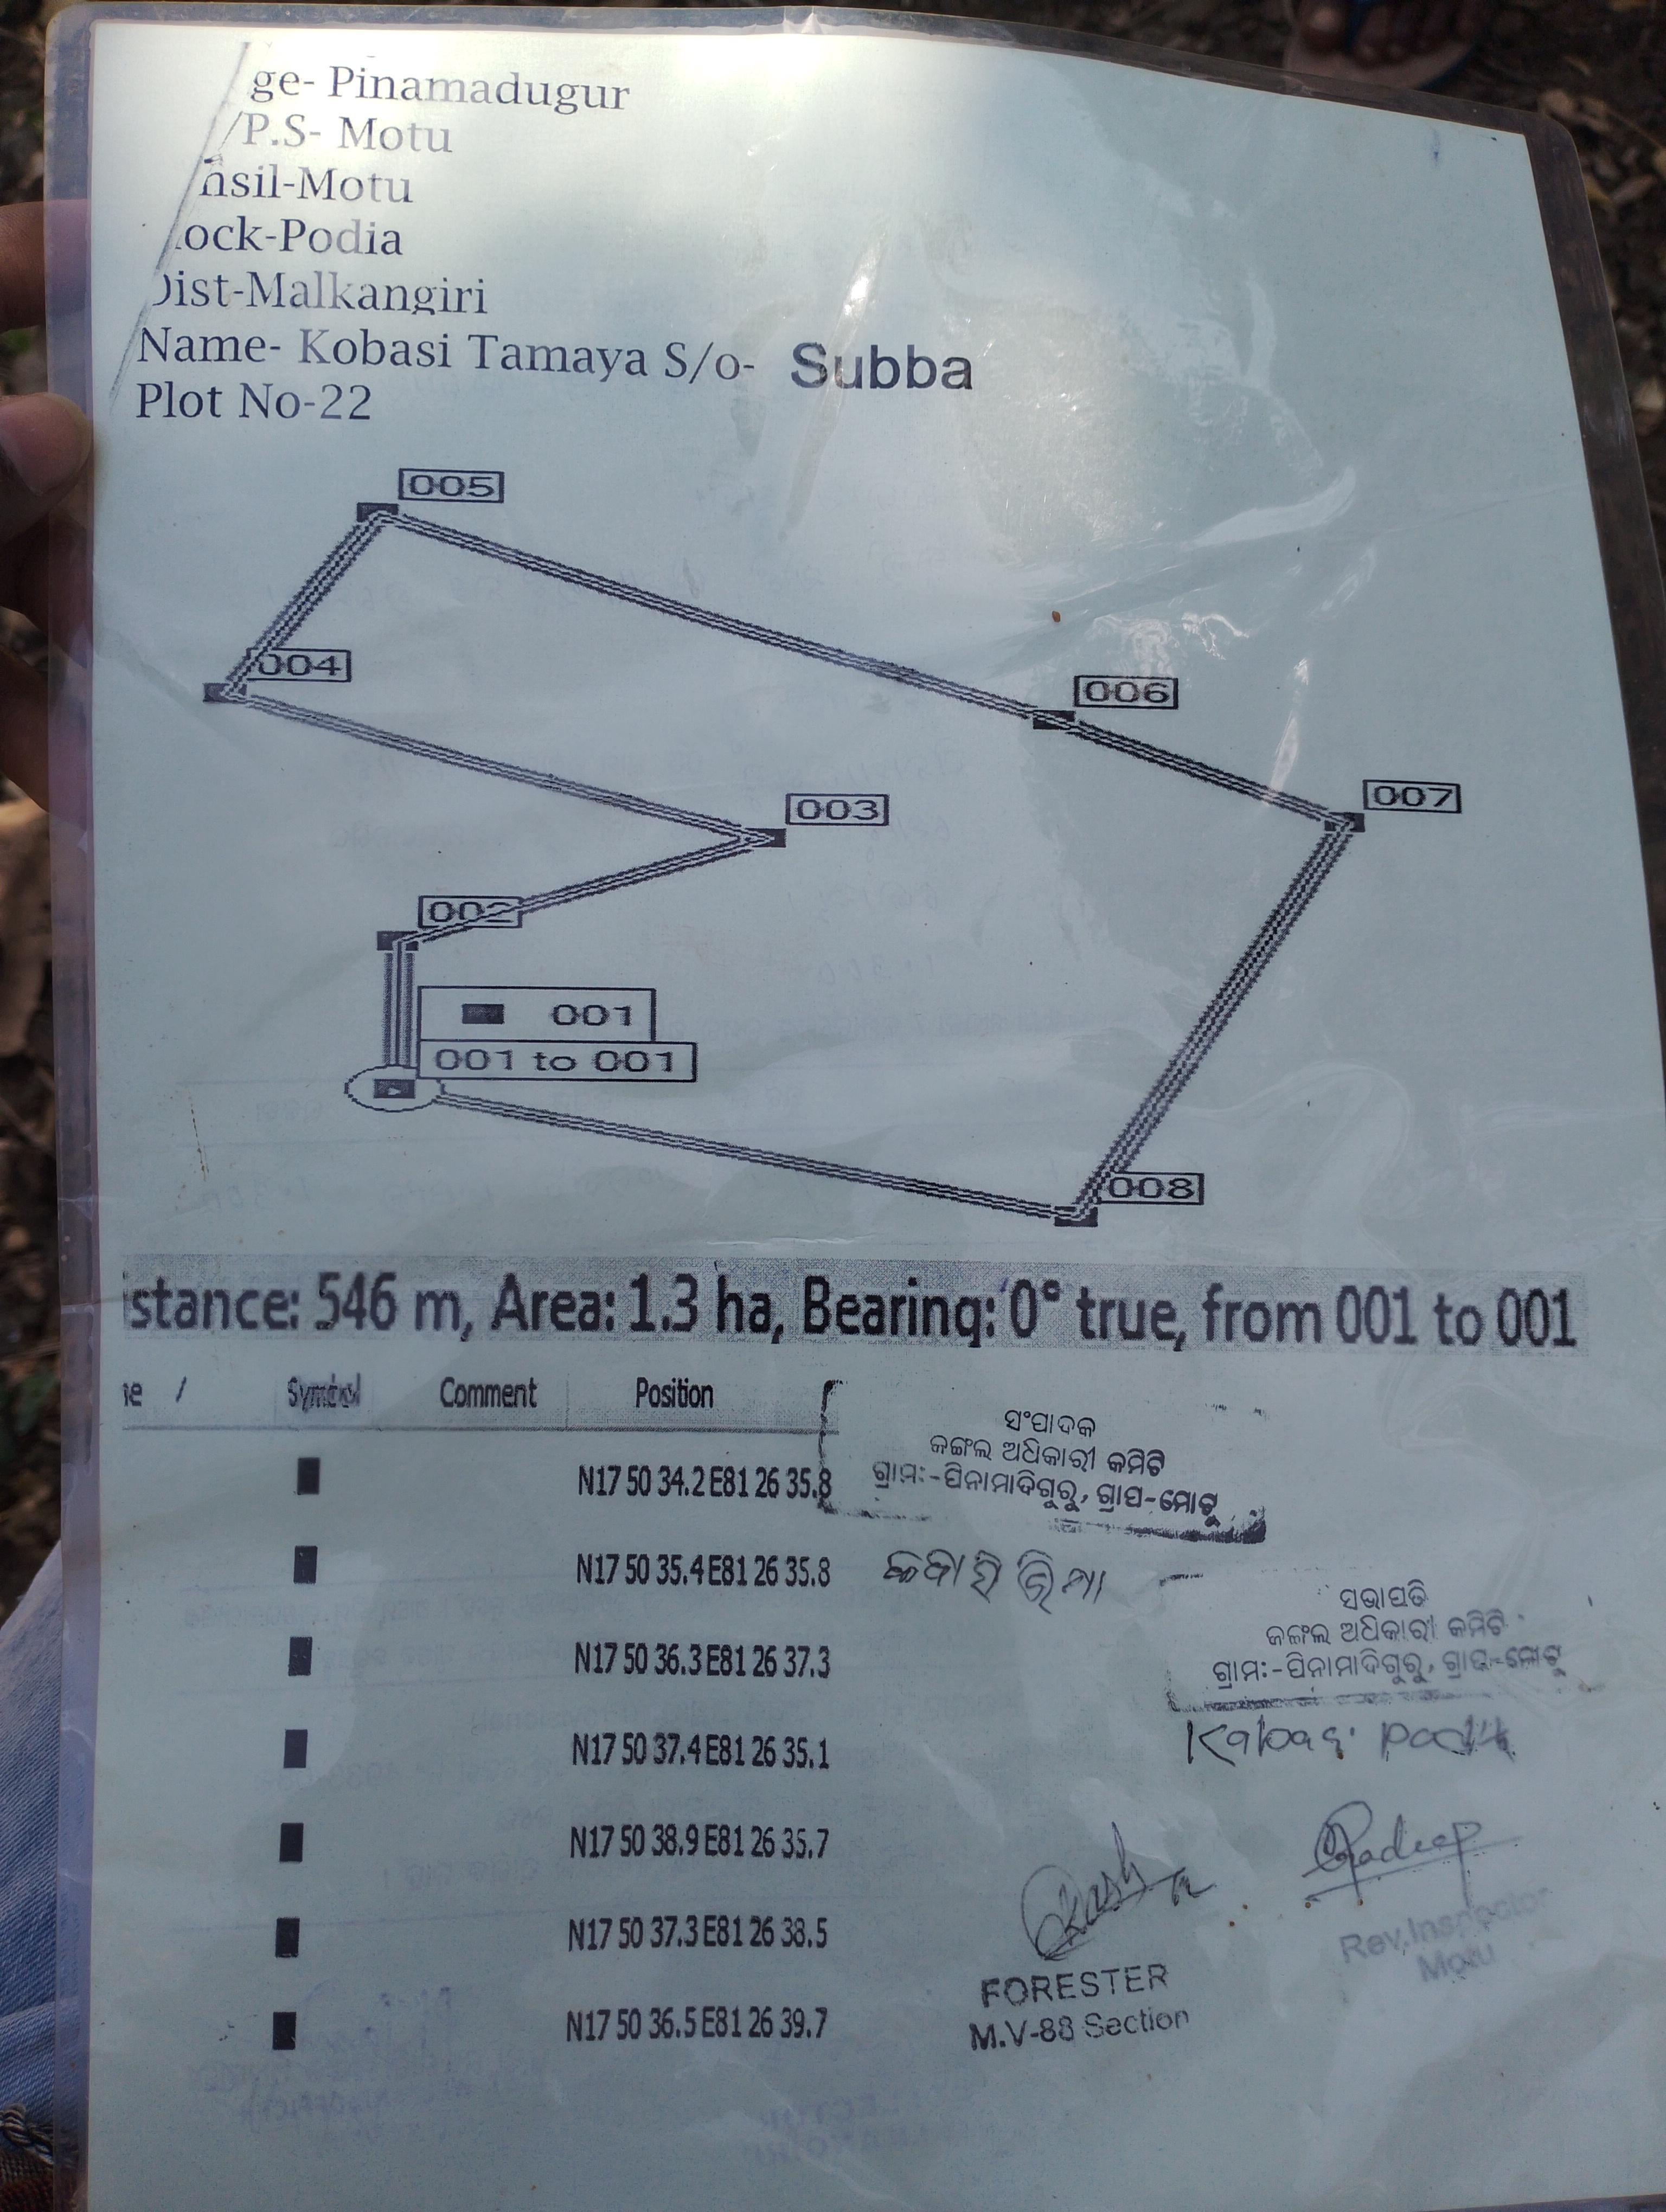 ge- Pinamadugur
P.S- Motu
nsil-Motu
ock-Podia
Dist-Malkangiri
Name- Kobasi Tamaya S/o- Subba
Plot No-22
005
004
006
007
003
002
001
001 to 001
008
istance: 546 m, Area: 1.3 ha, Bearing: 0° true, from 001 to 001
ne / Symbol Comment Position
N17 50 34.2 E81 26 35.8
N17 50 35.4 E81 26 35.8
N17 50 36.3 E81 26 37.3
N17 50 37.4 E81 26 35.1
N17 50 38.9 E81 26 35.7
N17 50 37.3 E81 26 38.5
N17 50 36.5 E81 26 39.7
ସଂପାଦକ
ଜଙ୍ଗଲ ଅଧିକାରୀ କମିଟି
ଗ୍ରାମ:-ପିନାମାଦିଗୁରୁ, ଗ୍ରାପ-ମୋଟୁ
ସଭାପତି
ଜଙ୍ଗଲ ଅଧିକାରୀ କମିଟି
ଗ୍ରାମ:-ପିନାମାଦିଗୁରୁ, ଗ୍ରାପ-ମୋଟୁ
Pradeep
Rev.Inspector
Motu
FORESTER
M.V-88 Section